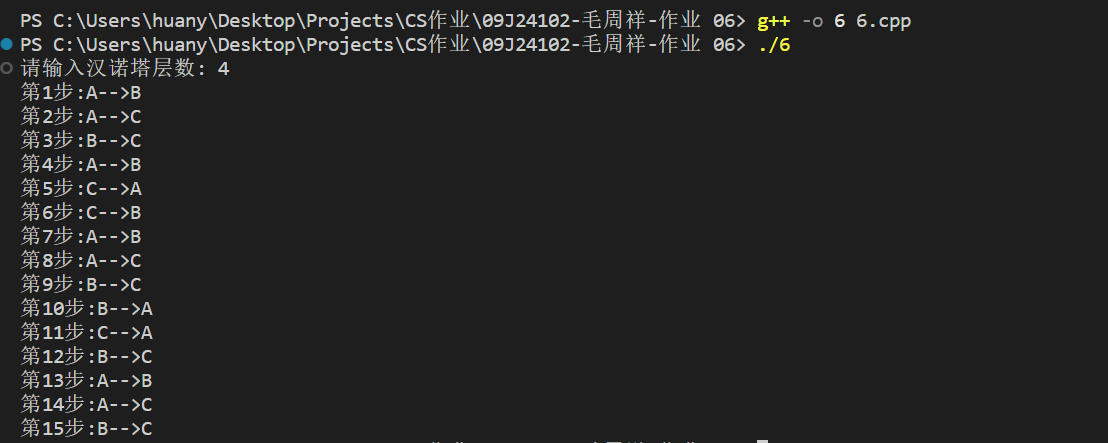 PS C:\Users\huany\Desktop\Projects\CS作业\09J24102-毛周祥-作业 06> g++ -o 6 6.cpp
PS C:\Users\huany\Desktop\Projects\CS作业\09J24102-毛周祥-作业 06> ./6
请输入汉诺塔层数: 4
第1步:A-->B
第2步:A-->C
第3步:B-->C
第4步:A-->B
第5步:C-->A
第6步:C-->B
第7步:A-->B
第8步:A-->C
第9步:B-->C
第10步:B-->A
第11步:C-->A
第12步:B-->C
第13步:A-->B
第14步:A-->C
第15步:B-->C